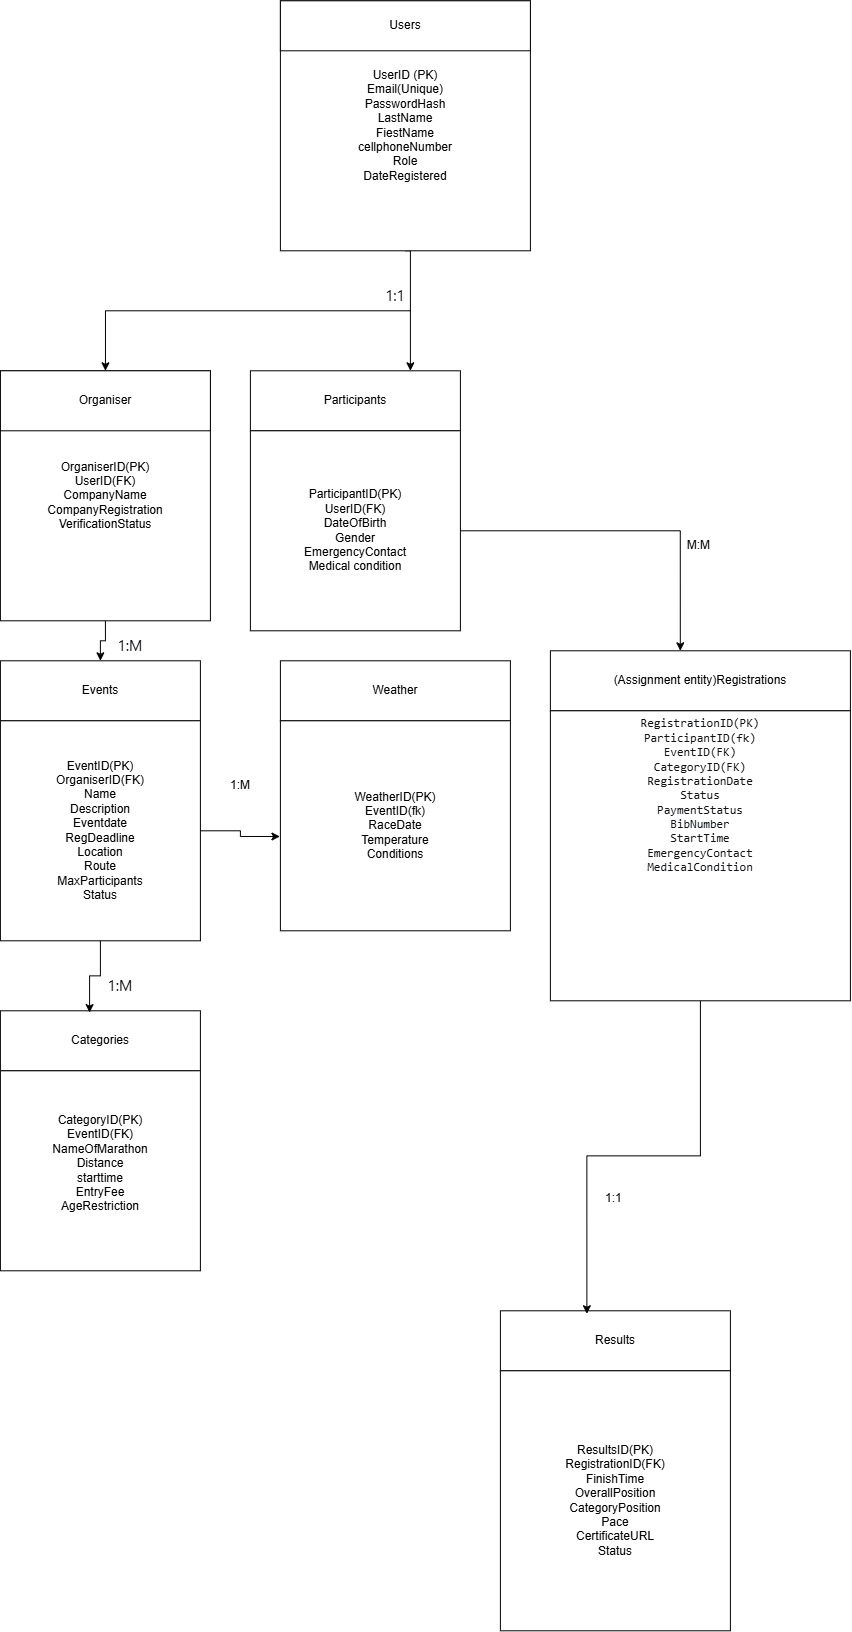 Users
UserID (PK)
Email(Unique)
PasswordHash
LastName
FiestName
cellphoneNumber
Role
DateRegistered
1:1
Organiser
OrganiserID(PK)
UserID(FK)
CompanyName
CompanyRegistration
VerificationStatus
Participants
ParticipantID(PK)
UserID(FK)
DateOfBirth
Gender
EmergencyContact
Medical condition
M:M
1:M
Events
EventID(PK)
OrganiserID(FK)
Name
Description
Eventdate
RegDeadline
Location
Route
MaxParticipants
Status
1:M
Weather
WeatherID(PK)
EventID(fk)
RaceDate
Temperature
Conditions
(Assignment entity)Registrations
RegistrationID(PK)
ParticipantID(fk)
EventID(FK)
CategoryID(FK)
RegistrationDate
Status
PaymentStatus
BibNumber
StartTime
EmergencyContact
MedicalCondition
1:M
Categories
CategoryID(PK)
EventID(FK)
NameOfMarathon
Distance
starttime
EntryFee
AgeRestriction
1:1
Results
ResultsID(PK)
RegistrationID(FK)
FinishTime
OverallPosition
CategoryPosition
Pace
CertificateURL
Status